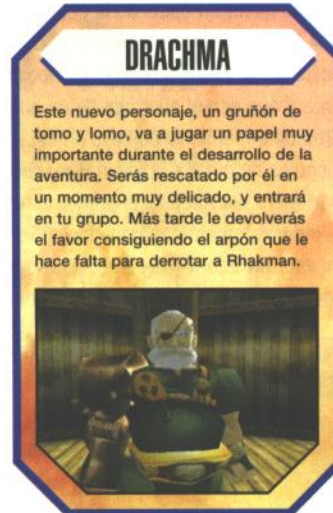 DRACHMA
Este nuevo personaje, un gruñón de
tomo y lomo, va a jugar un papel muy
importante durante el desarrollo de la
aventura. Serás rescatado por él en
un momento muy delicado, y entrará
en tu grupo. Más tarde le devolverás
el favor consiguiendo el arpón que le
hace falta para derrotar a Rhakman.